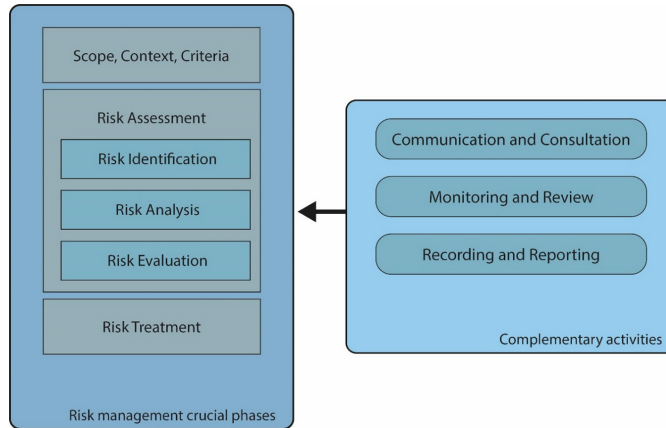 Scope, Context, Criteria
Risk Assessment
Risk Identification
Risk Analysis
Risk Evaluation
Risk Treatment
Risk management crucial phases
Communication and Consultation
Monitoring and Review
Recording and Reporting
Complementary activities